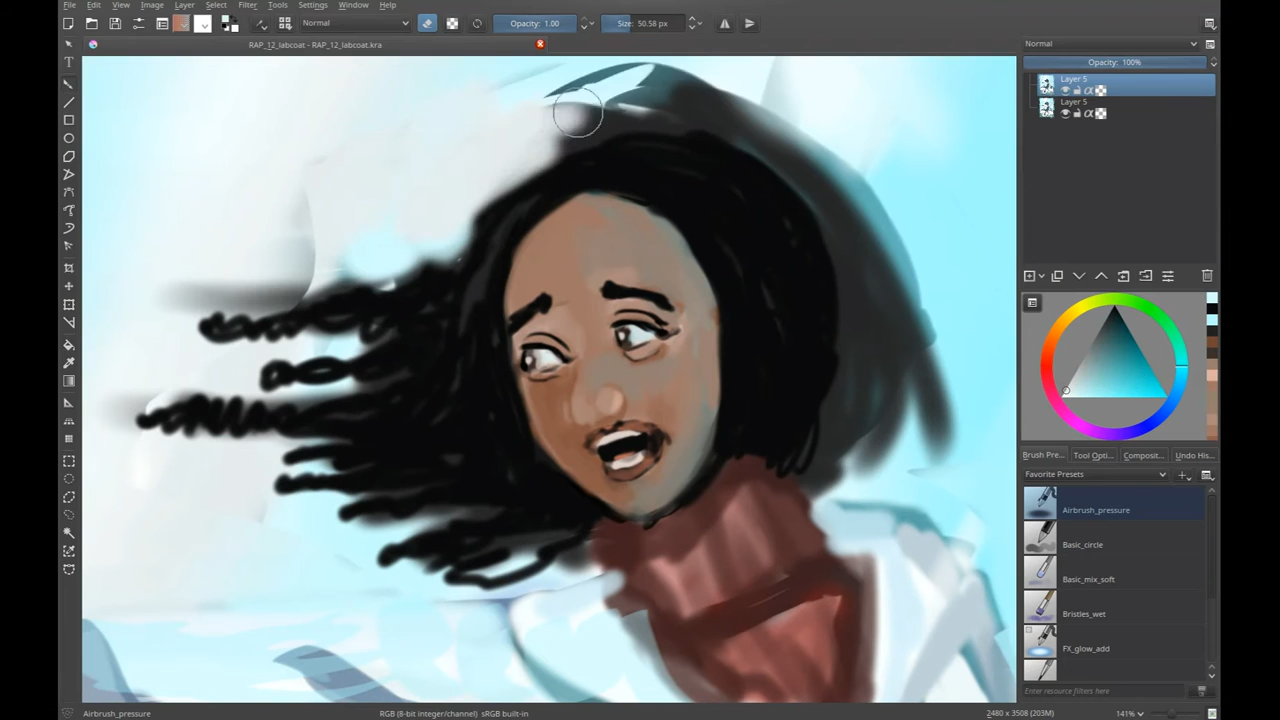 File Edit View Image Layer Select Filter Tools Settings Window Help
Normal Opacity: 1.00 Size: 50.58 px
RAP_12_labcoat - RAP_12_labcoat.kra
Normal
Opacity: 100%
Layer 5
Layer 5
Brush Pre... Tool Opti... Composit... Undo His...
Favorite Presets
Airbrush_pressure
Basic_circle
Basic_mix_soft
Bristles_wet
FX_glow_add
Enter resource filters here
Airbrush_pressure RGB (8-bit integer/channel) sRGB built-in 2480 x 3508 (203M) 141%